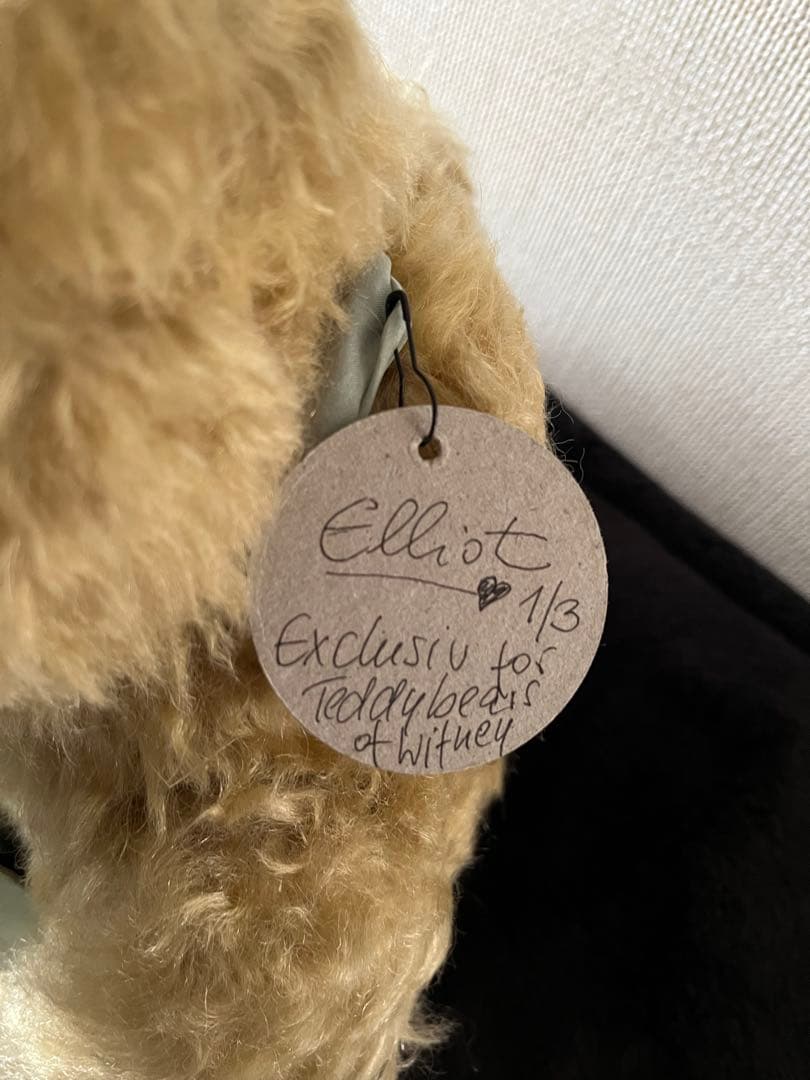 Elliot
1/3
Exclusiv for
Teddybears
of Witney